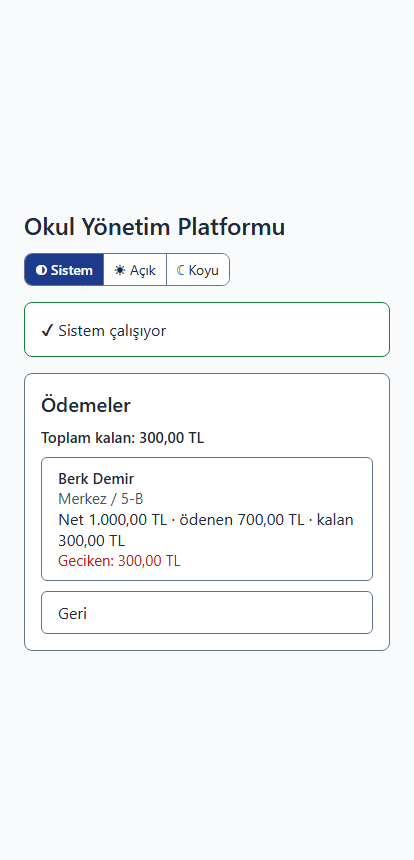 Okul Yönetim Platformu
◐ Sistem ☀ Açık ☾ Koyu
✓ Sistem çalışıyor
Ödemeler
Toplam kalan: 300,00 TL
Berk Demir
Merkez / 5-B
Net 1.000,00 TL · ödenen 700,00 TL · kalan
300,00 TL
Geciken: 300,00 TL
Geri